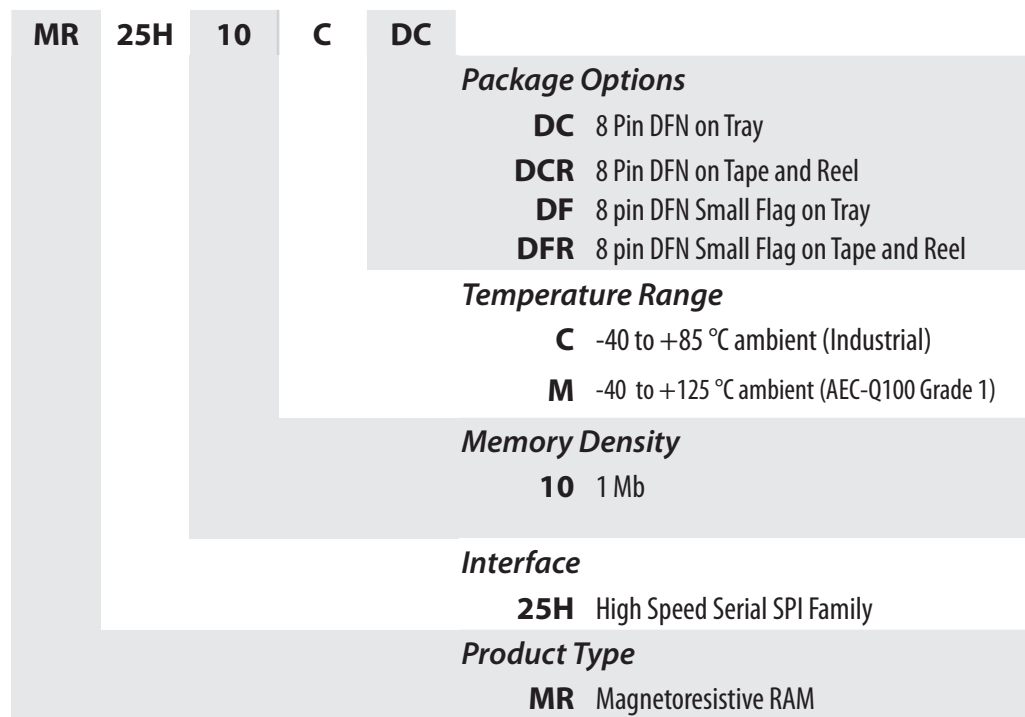 MR 25H 10 C DC
Package Options
DC 8 Pin DFN on Tray
DCR 8 Pin DFN on Tape and Reel
DF 8 pin DFN Small Flag on Tray
DFR 8 pin DFN Small Flag on Tape and Reel
Temperature Range
C -40 to +85 °C ambient (Industrial)
M -40 to +125 °C ambient (AEC-Q100 Grade 1)
Memory Density
10 1 Mb
Interface
25H High Speed Serial SPI Family
Product Type
MR Magnetoresistive RAM